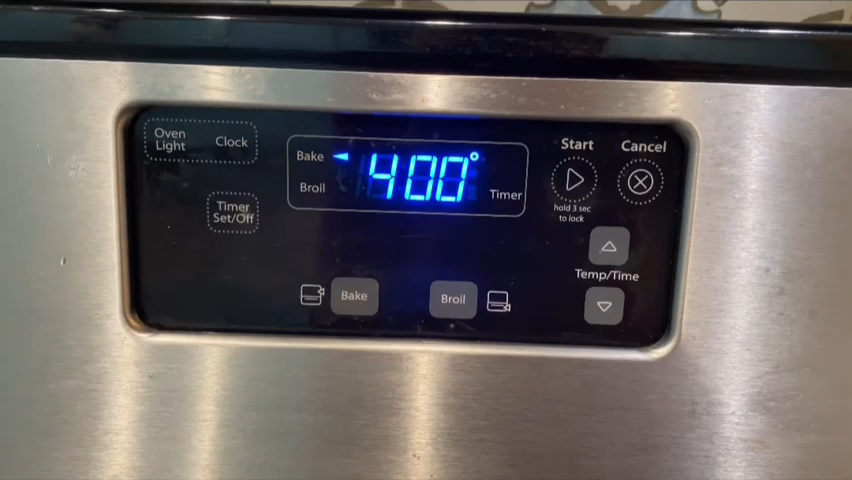 Oven Light
Clock
Timer Set/Off
Bake
400°
Broil
Timer
Start
hold 3 sec to lock
Cancel
Temp/Time
Bake
Broil